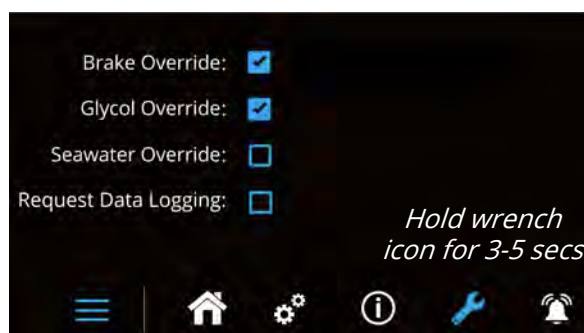 Brake Override:
Glycol Override:
Seawater Override:
Request Data Logging:
Hold wrench
icon for 3-5 secs